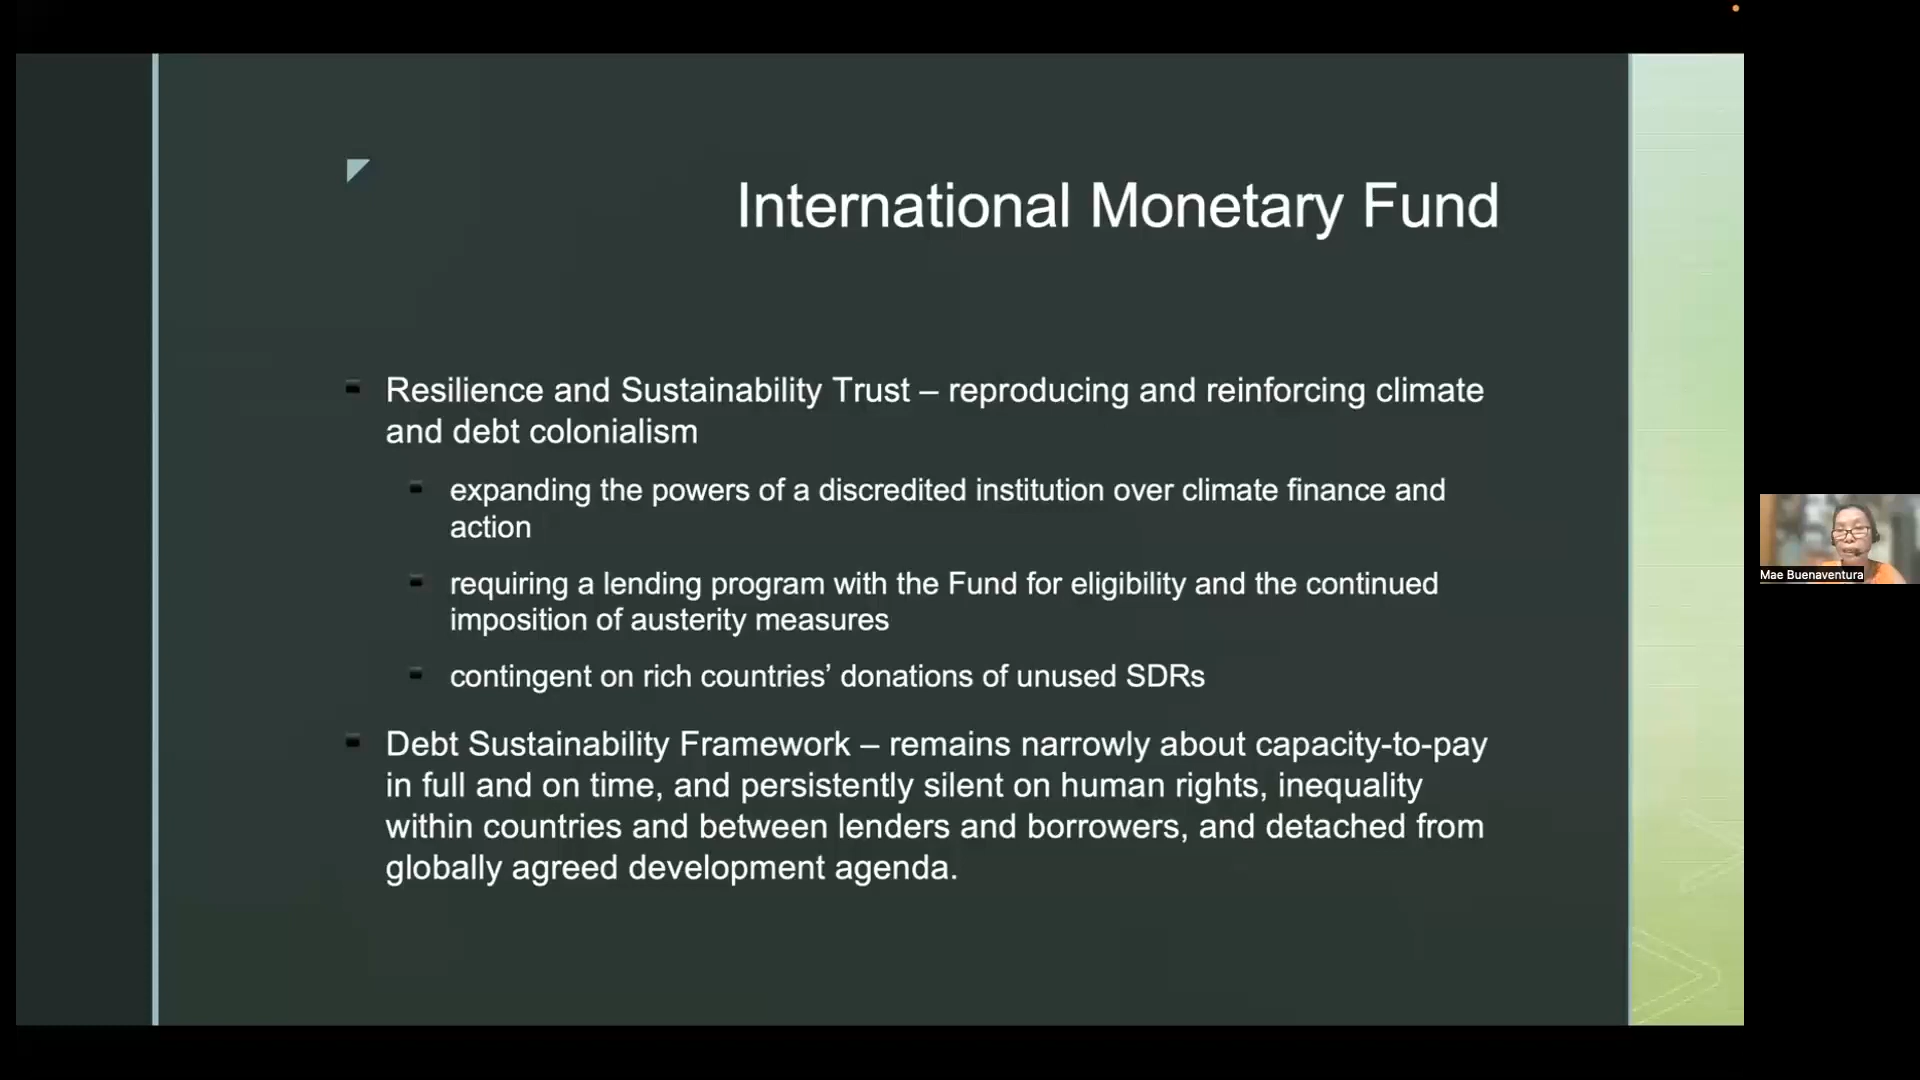 International Monetary Fund
Resilience and Sustainability Trust – reproducing and reinforcing climate
and debt colonialism
expanding the powers of a discredited institution over climate finance and
action
requiring a lending program with the Fund for eligibility and the continued
imposition of austerity measures
contingent on rich countries’ donations of unused SDRs
Debt Sustainability Framework – remains narrowly about capacity-to-pay
in full and on time, and persistently silent on human rights, inequality
within countries and between lenders and borrowers, and detached from
globally agreed development agenda.
Mae Buenaventura